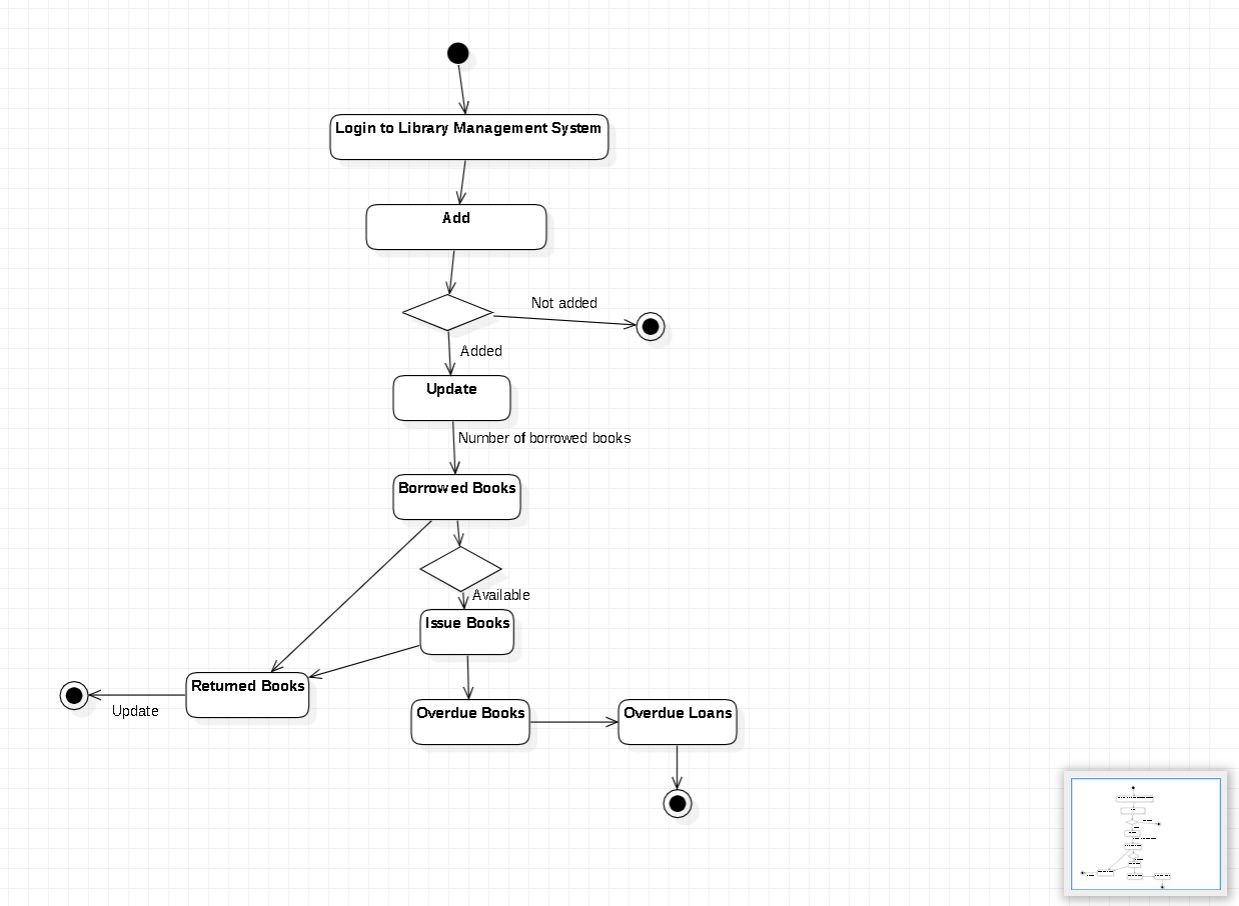 Login to Library Management System
Add
Not added
Added
Update
Number of borrowed books
Borrowed Books
Available
Issue Books
Returned Books
Update
Overdue Books
Overdue Loans